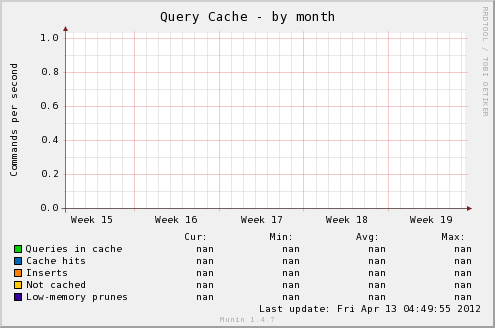 Query Cache - by month
RRDTOOL / TOBI OETIKER
Commands per second
1.0
0.8
0.6
0.4
0.2
0.0
Week 15 Week 16 Week 17 Week 18 Week 19
Cur: Min: Avg: Max:
Queries in cache nan nan nan nan
Cache hits nan nan nan nan
Inserts nan nan nan nan
Not cached nan nan nan nan
Low-memory prunes nan nan nan nan
Last update: Fri Apr 13 04:49:55 2012
Munin 1.4.7